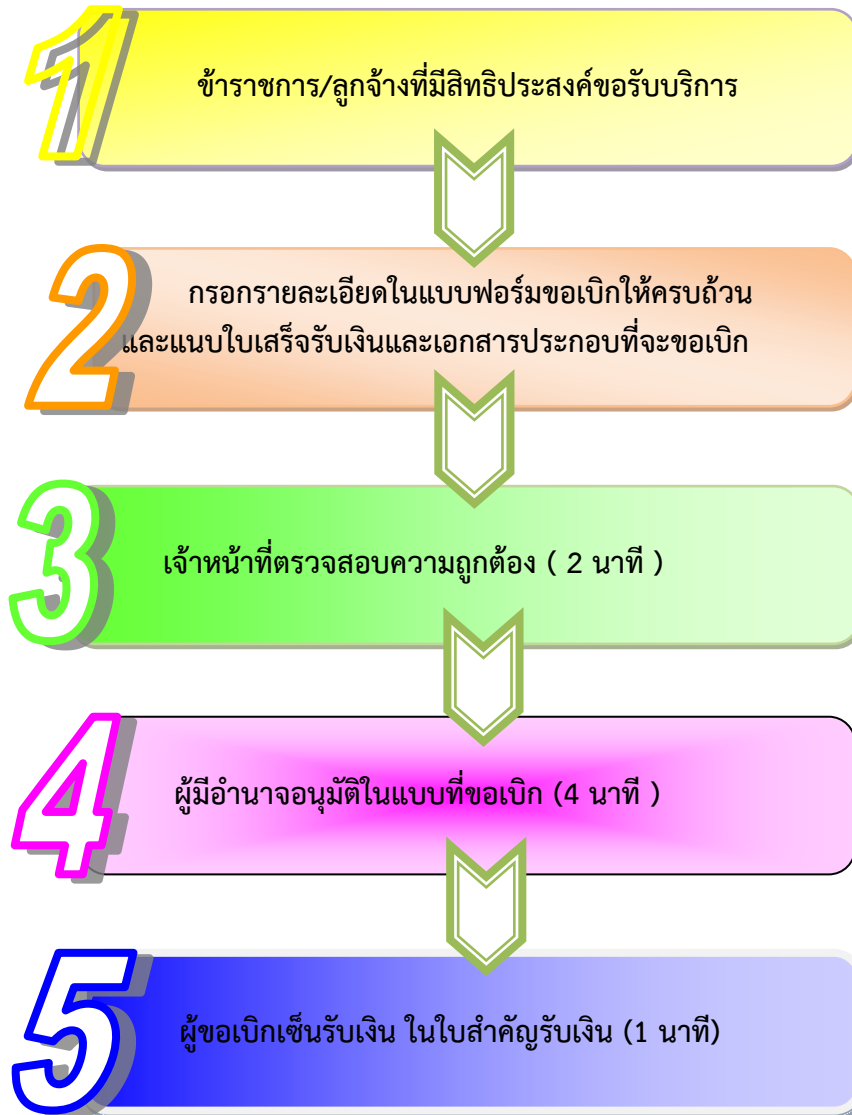 1
ข้าราชการ/ลูกจ้างที่มีสิทธิประสงค์ขอรับบริการ
2
กรอกรายละเอียดในแบบฟอร์มขอเบิกให้ครบถ้วน
และแนบใบเสร็จรับเงินและเอกสารประกอบที่จะขอเบิก
3
เจ้าหน้าที่ตรวจสอบความถูกต้อง ( 2 นาที )
4
ผู้มีอำนาจอนุมัติในแบบที่ขอเบิก (4 นาที )
5
ผู้ขอเบิกเซ็นรับเงิน ในใบสำคัญรับเงิน (1 นาที)